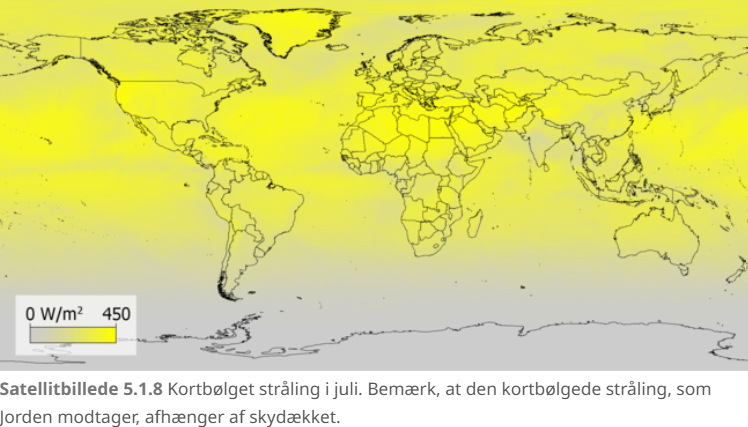 0 W/m² 450
Satellitbillede 5.1.8 Kortbølget stråling i juli. Bemærk, at den kortbølgede stråling, som
Jorden modtager, afhænger af skydækket.